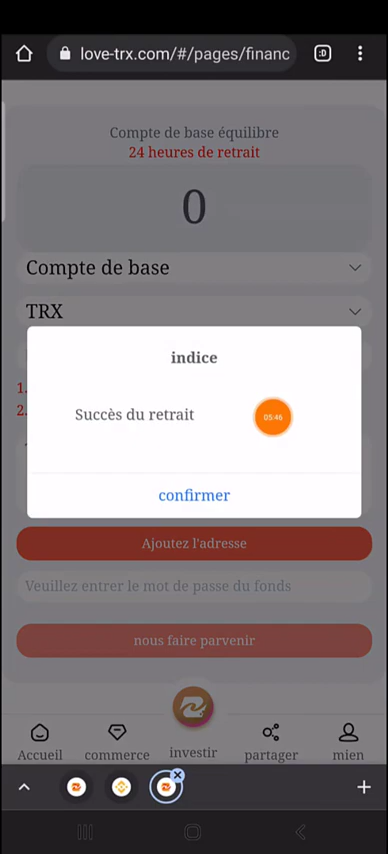 :D
love-trx.com/#/pages/financ
Compte de base équilibre
24 heures de retrait
0
Compte de base
TRX
1.
2.
indice
Succès du retrait
05:46
confirmer
Ajoutez l'adresse
Veuillez entrer le mot de passe du fonds
nous faire parvenir
Accueil
commerce
investir
partager
mien